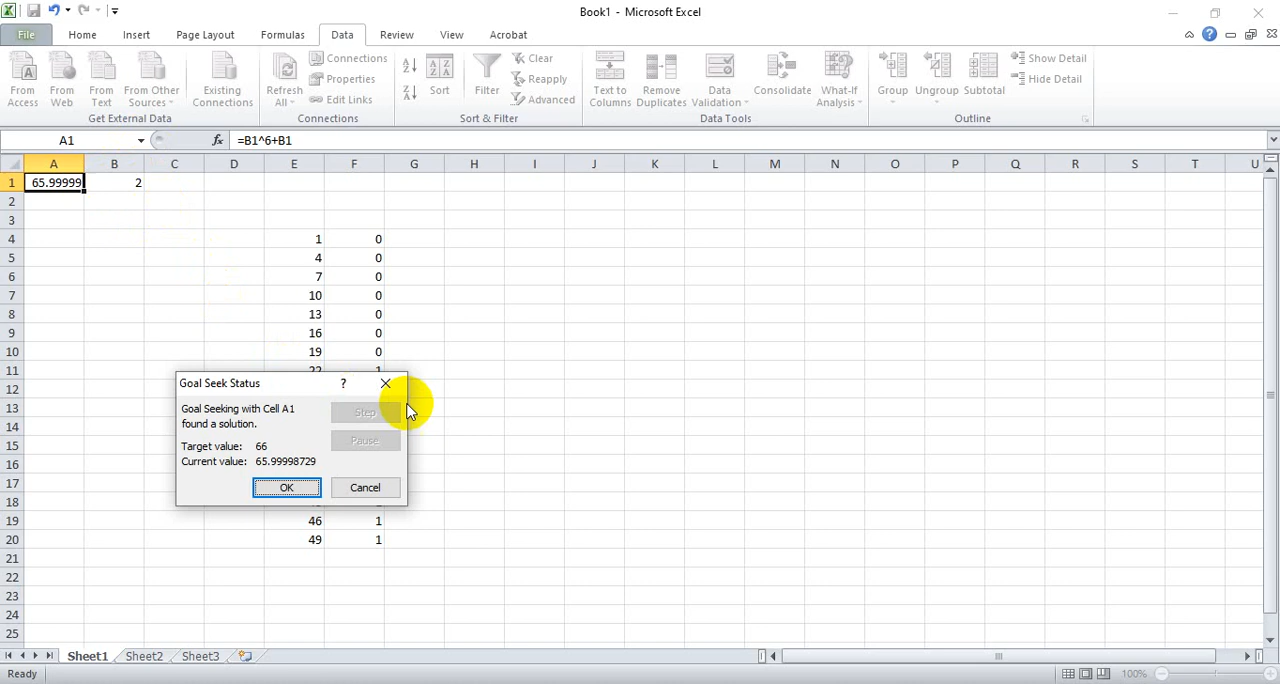 Book1 - Microsoft Excel
File Home Insert Page Layout Formulas Data Review View Acrobat
From Access
From Web
From Text
From Other Sources
Existing Connections
Get External Data
Refresh All
Connections
Properties
Edit Links
Connections
Sort
Filter
Clear
Reapply
Advanced
Sort & Filter
Text to Columns
Remove Duplicates
Data Validation
Consolidate
What-If Analysis
Data Tools
Group
Ungroup
Subtotal
Show Detail
Hide Detail
Outline
A1 fx =B1^6+B1
A B C D E F G H I J K L M N O P Q R S T U
1 65.99999 2
2
3
4 1 0
5 4 0
6 7 0
7 10 0
8 13 0
9 16 0
10 19 0
11 22 1
12
13
14
15
16
17
18
19 46 1
20 49 1
21
22
23
24
25
Goal Seek Status ?
Goal Seeking with Cell A1
found a solution.
Target value: 66
Current value: 65.99998729
Step
Pause
OK Cancel
Sheet1 Sheet2 Sheet3
Ready 100%